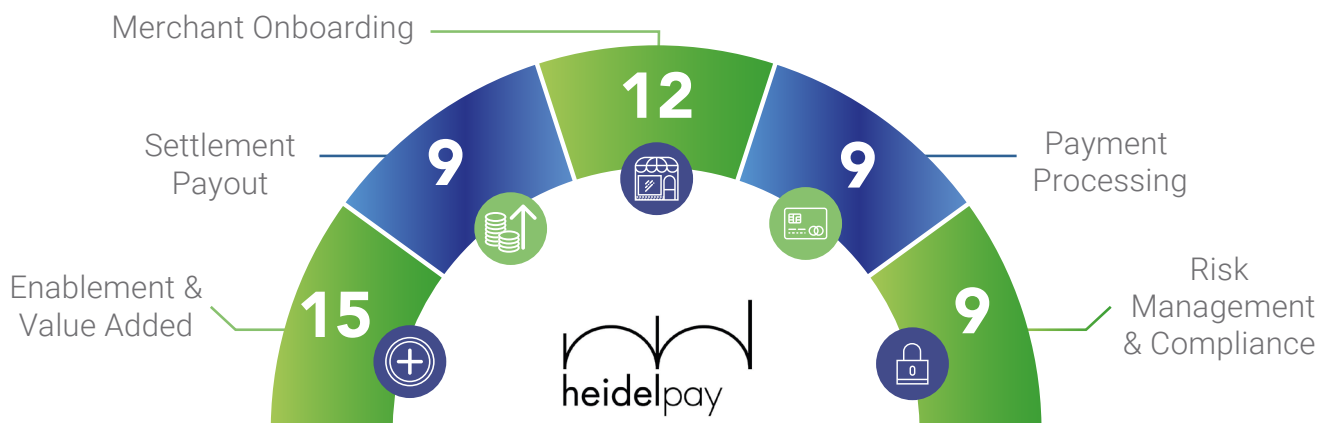 Merchant Onboarding
12
Settlement
Payout
9
9
Payment
Processing
Enablement &
Value Added
15
9
Risk
Management
& Compliance
0
heidelpay